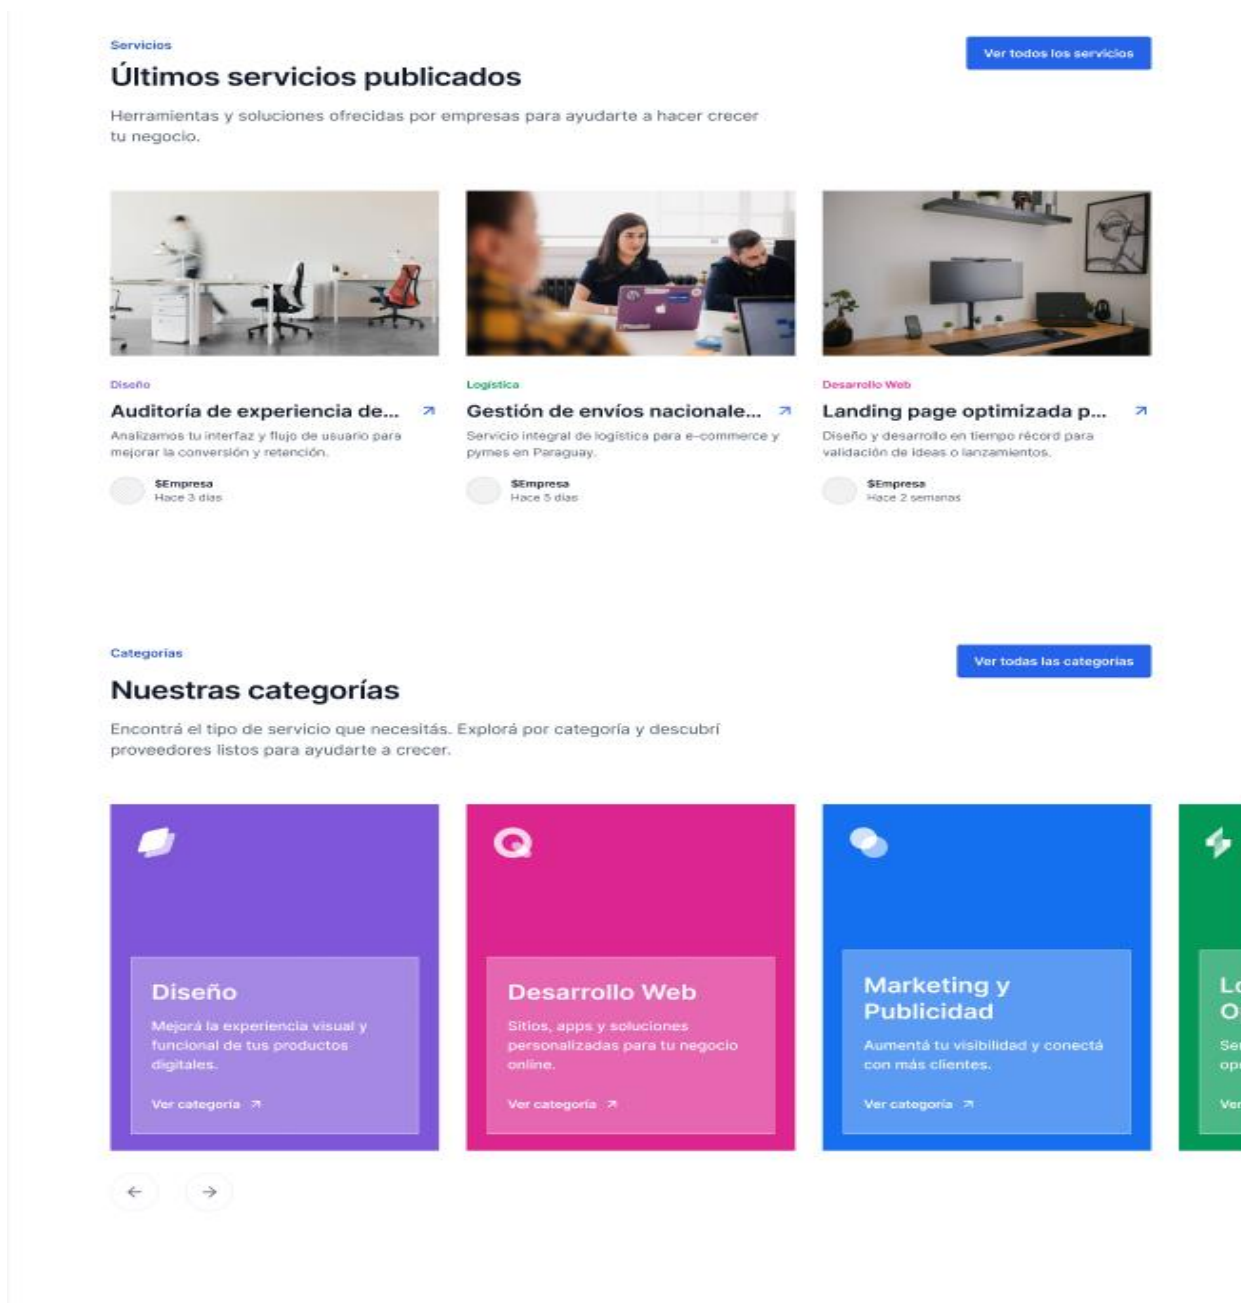 Servicios
Ver todos los servicios
Últimos servicios publicados
Herramientas y soluciones ofrecidas por empresas para ayudarte a hacer crecer
tu negocio.
Diseño
Auditoría de experiencia de...
Analizamos tu interfaz y flujo de usuario para
mejorar la conversión y retención.
$Empresa
Hace 3 días
Logística
Gestión de envíos nacionale...
Servicio integral de logística para e-commerce y
pymes en Paraguay.
$Empresa
Hace 5 días
Desarrollo Web
Landing page optimizada p...
Diseño y desarrollo en tiempo récord para
validación de ideas o lanzamientos.
$Empresa
Hace 2 semanas
Categorías
Ver todas las categorías
Nuestras categorías
Encontrá el tipo de servicio que necesitás. Explorá por categoría y descubrí
proveedores listos para ayudarte a crecer.
Diseño
Mejorá la experiencia visual y
funcional de tus productos
digitales.
Ver categoría
Desarrollo Web
Sitios, apps y soluciones
personalizadas para tu negocio
online.
Ver categoría
Marketing y
Publicidad
Aumentá tu visibilidad y conectá
con más clientes.
Ver categoría